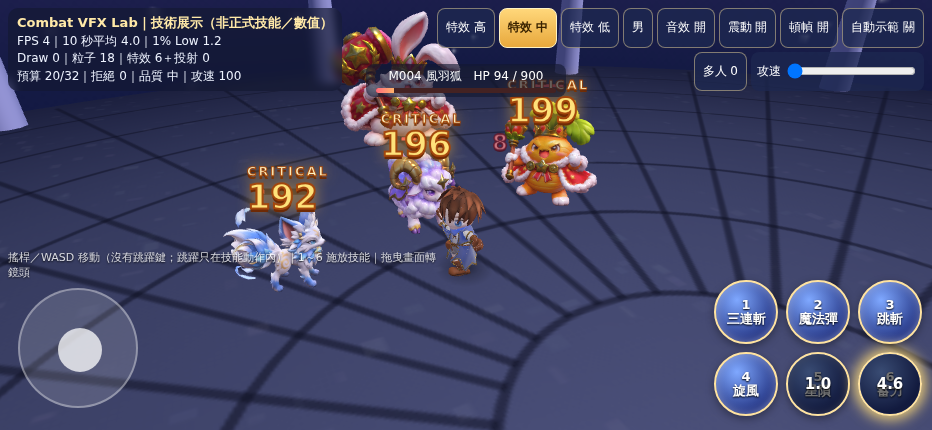 Combat VFX Lab｜技術展示（非正式技能／數值）
FPS 4｜10 秒平均 4.0｜1% Low 1.2
Draw 0｜粒子 18｜特效 6＋投射 0
預算 20/32｜拒絕 0｜品質 中｜攻速 100
特效 高
特效 中
特效 低
男
音效 開
震動 開
頓幀 開
自動示範 關
多人 0
攻速
M004 風羽狐 HP 94 / 900
CRITICAL
199
CRITICAL
196
8
CRITICAL
192
搖桿／WASD 移動（沒有跳躍鍵；跳躍只在技能動作內）｜1–6 施放技能｜拖曳畫面轉
鏡頭
1
三連斬
2
魔法彈
3
跳斬
4
旋風
1.0
4.6